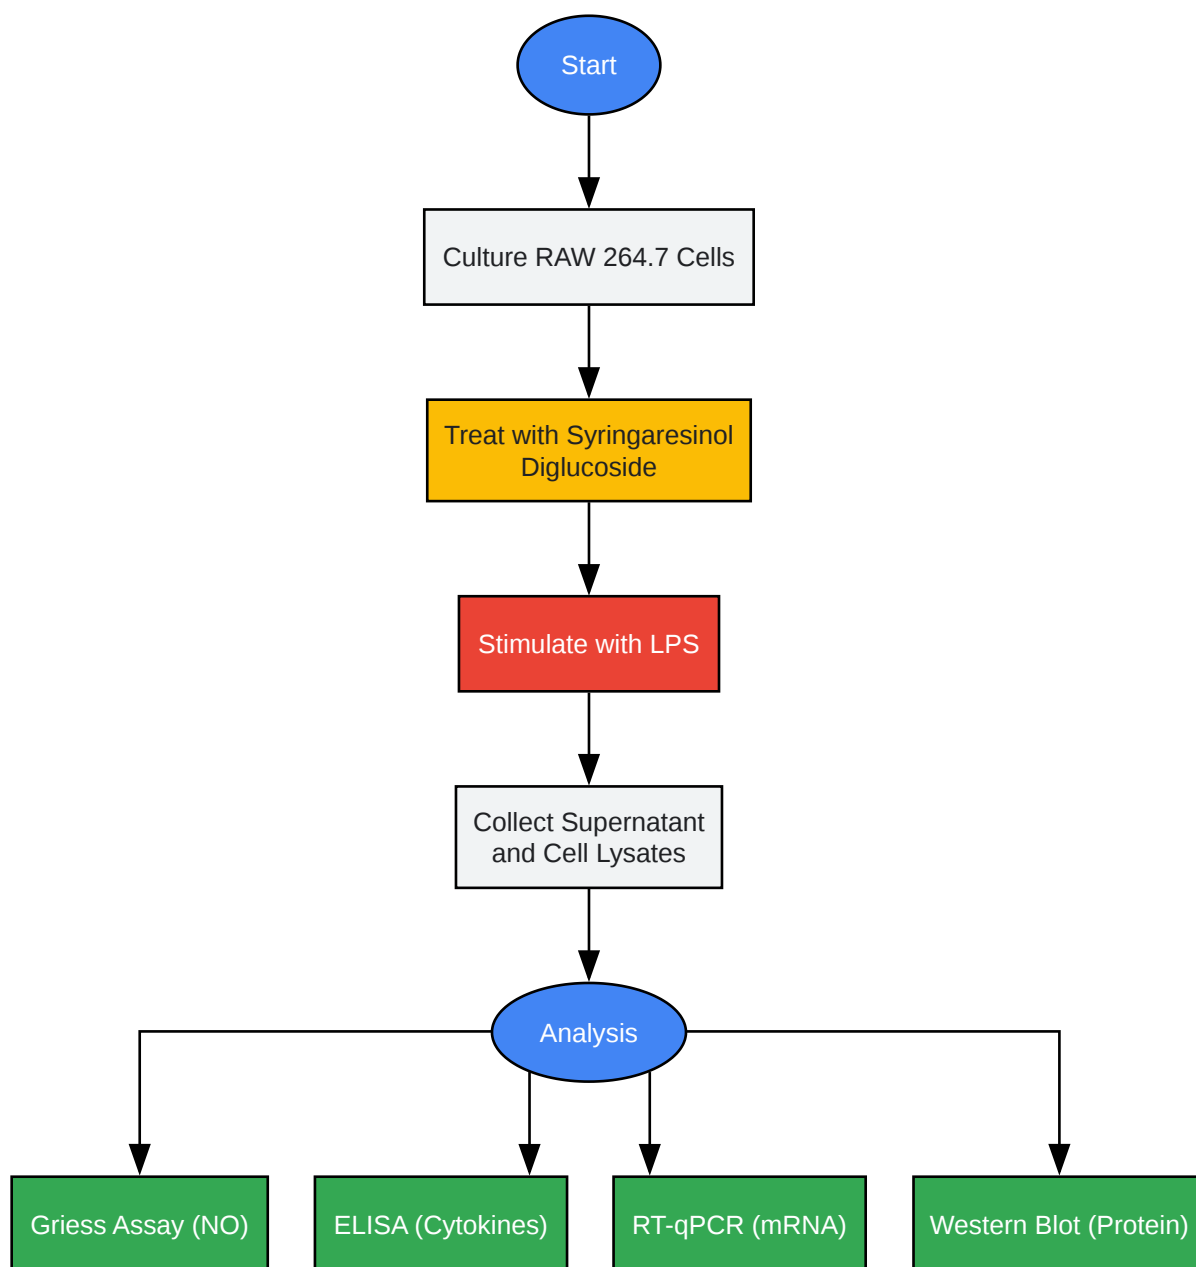 Start
Culture RAW 264.7 Cells
Treat with Syringaresinol
Diglucoside
Stimulate with LPS
Collect Supernatant
and Cell Lysates
Analysis
Griess Assay (NO)
ELISA (Cytokines)
RT-qPCR (mRNA)
Western Blot (Protein)